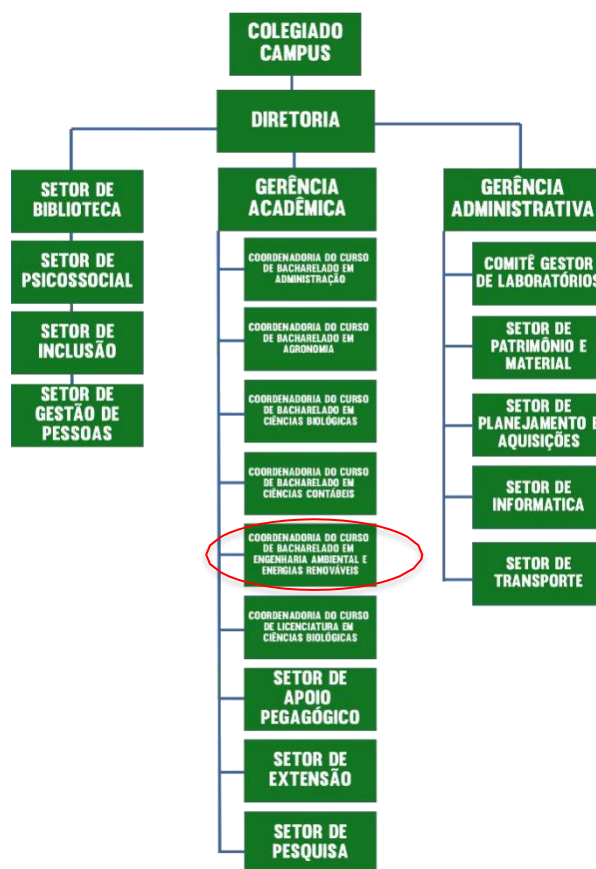 COLEGIADO
CAMPUS
DIRETORIA
SETOR DE
BIBLIOTECA
SETOR DE
PSICOSSOCIAL
SETOR DE
INCLUSÃO
SETOR DE
GESTÃO DE
PESSOAS
GERÊNCIA
ACADÊMICA
COORDENADORIA DO CURSO
DE BACHARELADO EM
ADMINISTRAÇÃO
COORDENADORIA DO CURSO
DE BACHARELADO EM
AGRONOMIA
COORDENADORIA DO CURSO
DE BACHARELADO EM
CIÊNCIAS BIOLÓGICAS
COORDENADORIA DO CURSO
DE BACHARELADO EM
CIÊNCIAS CONTÁBEIS
COORDENADORIA DO CURSO
DE BACHARELADO EM
ENGENHARIA AMBIENTAL E
ENERGIAS RENOVÁVEIS
COORDENADORIA DO CURSO
DE LICENCIATURA EM
CIÊNCIAS BIOLÓGICAS
SETOR DE
APOIO
PEGAGÓGICO
SETOR DE
EXTENSÃO
SETOR DE
PESQUISA
GERÊNCIA
ADMINISTRATIVA
COMITÊ GESTOR
DE LABORATÓRIOS
SETOR DE
PATRIMÔNIO E
MATERIAL
SETOR DE
PLANEJAMENTO E
AQUISIÇÕES
SETOR DE
INFORMATICA
SETOR DE
TRANSPORTE